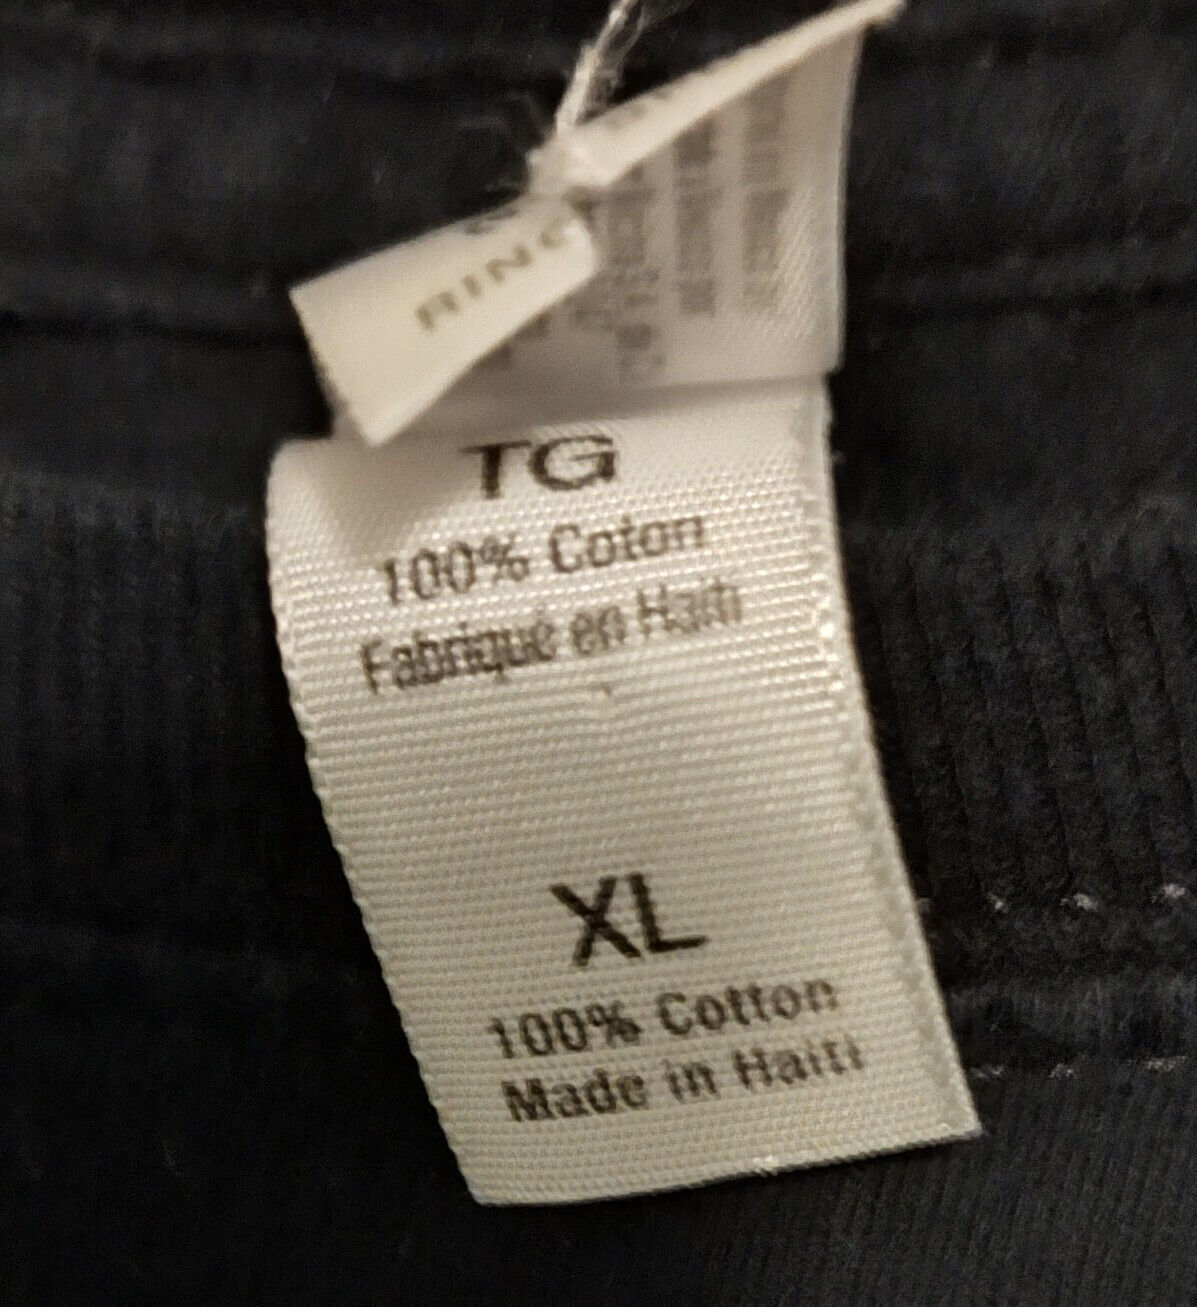 TG
100% Coton
Fabriqué en Haiti
XL
100% Cotton
Made in Haiti